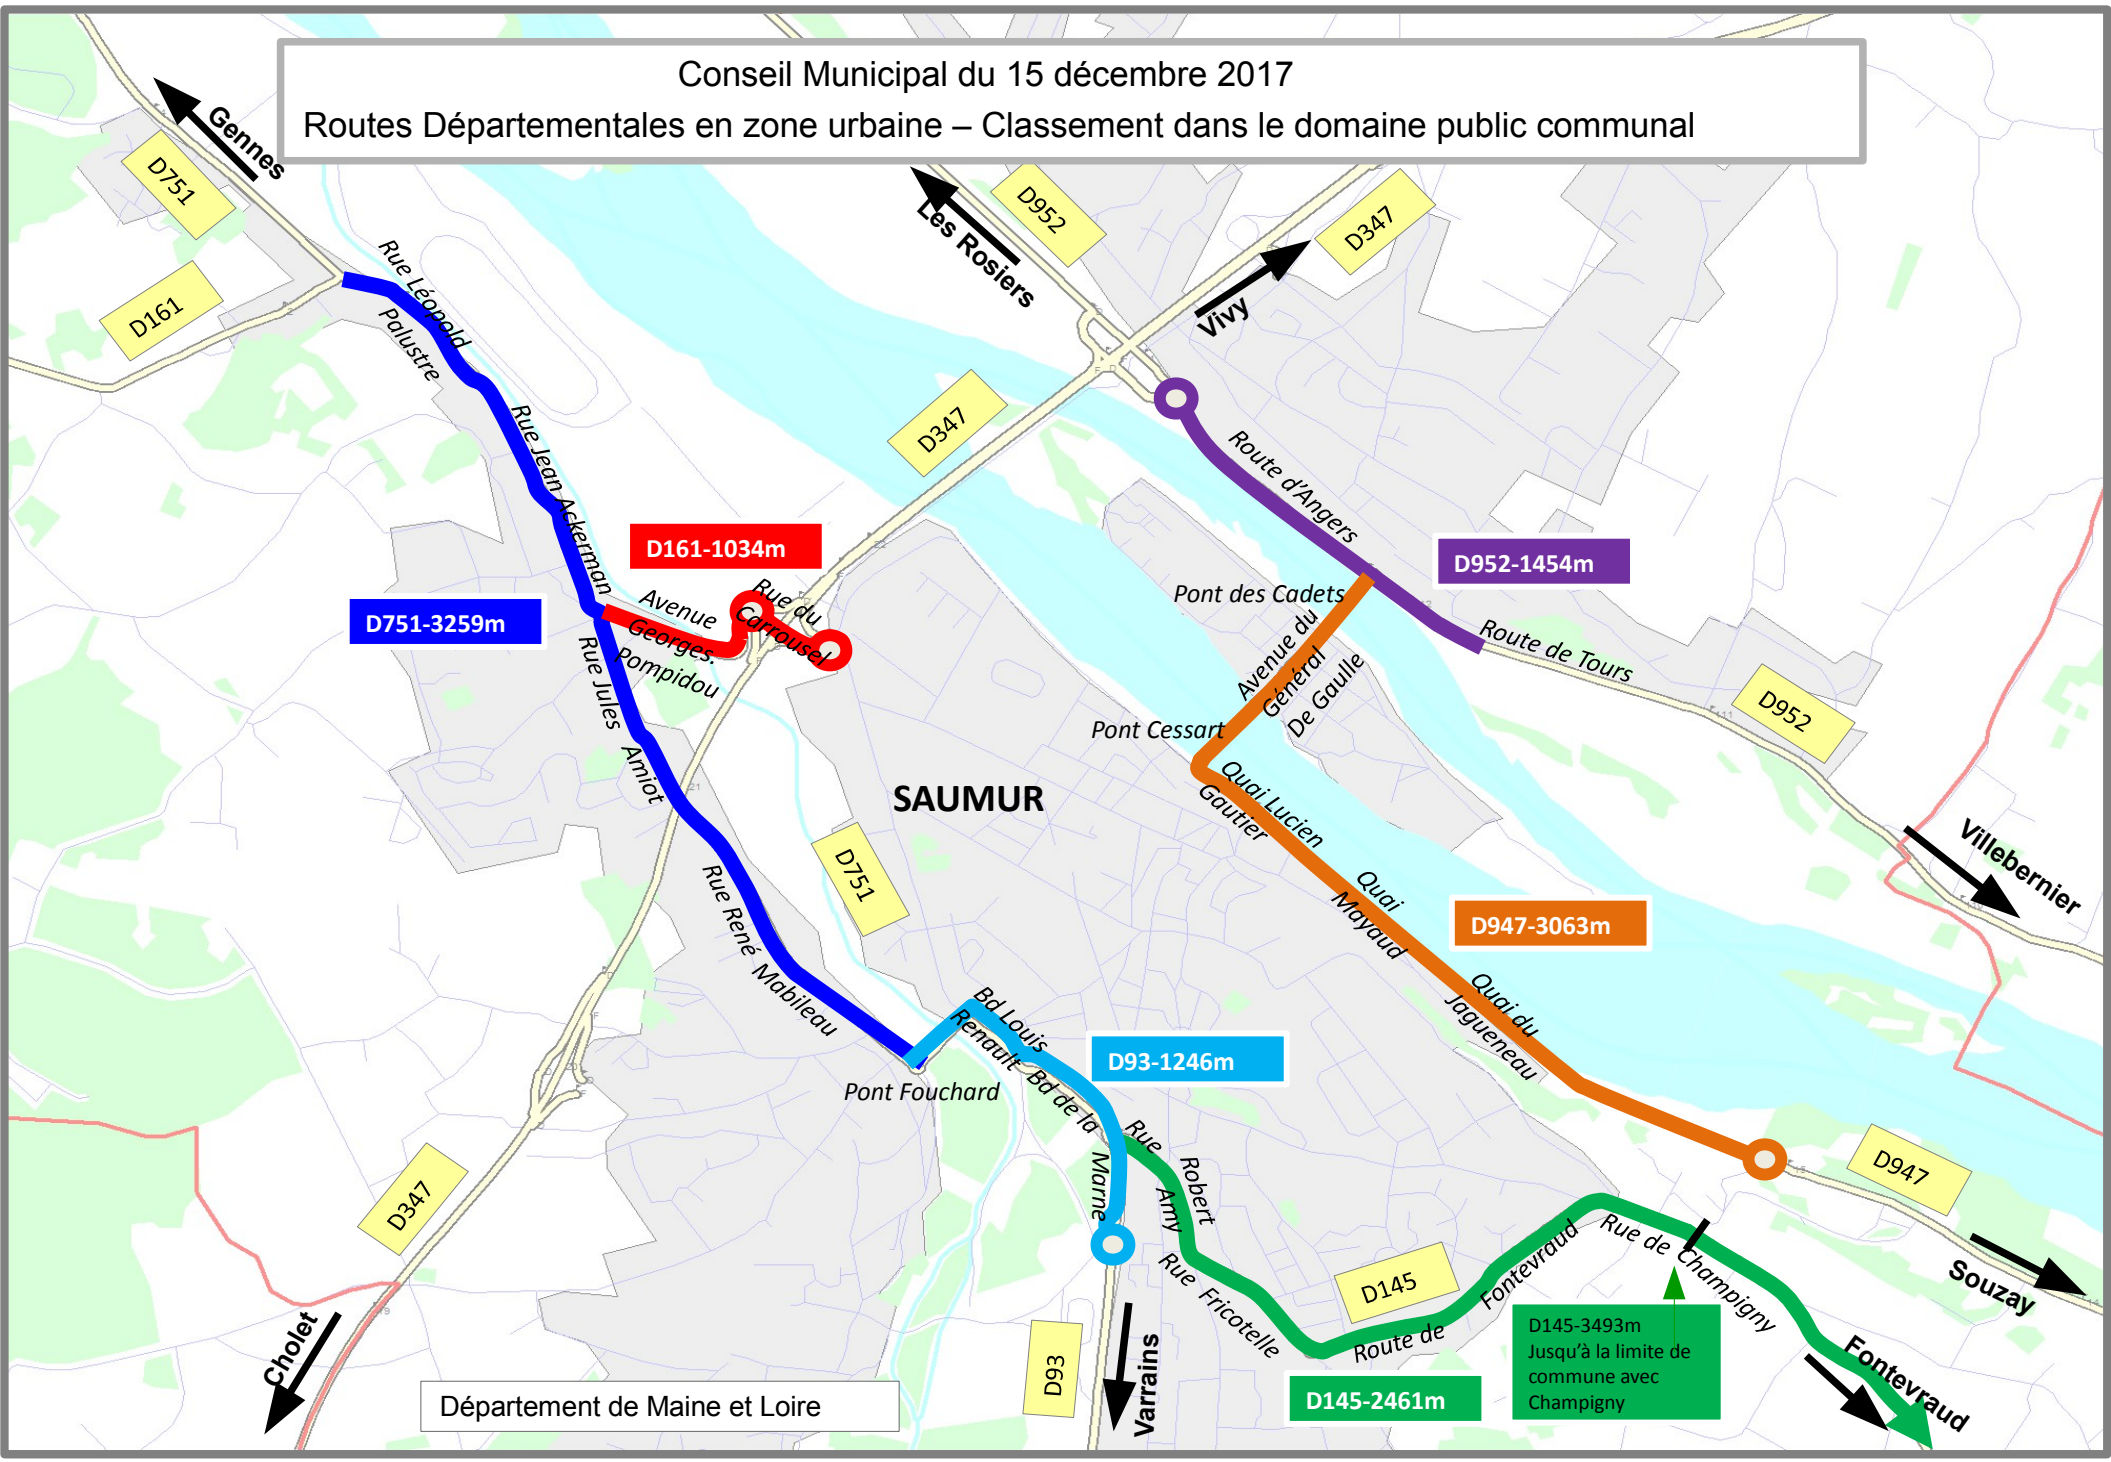 Conseil Municipal du 15 décembre 2017
Routes Départementales en zone urbaine – Classement dans le domaine public communal
Gennes
D751
D161
Rue Léopold
Palustre
Rue Jean Ackerman
Les Rosiers
D952
Vivy
D347
D347
Route d'Angers
D952-1454m
D161-1034m
D751-3259m
Avenue
Georges.
Pompidou
Rue du
Carrousel
Rue Jules
Amiot
Pont des Cadets
Avenue du
Général
De Gaulle
Route de Tours
D952
Pont Cessart
SAUMUR
Quai Lucien
Gautier
Villebernier
D751
Rue René
Mabileau
Quai
Mayaud
D947-3063m
Quai du
Jagueneau
Bd Louis
Renault
D93-1246m
Pont Fouchard
Bd de la
Marne
Rue
Robert
Amy
D947
D347
Rue Fricotelle
D145
Route de
Fontevraud
Rue de
Champigny
Souzay
D145-3493m
Jusqu'à la limite de
commune avec
Champigny
Fontevraud
Cholet
D93
Varrains
D145-2461m
Département de Maine et Loire